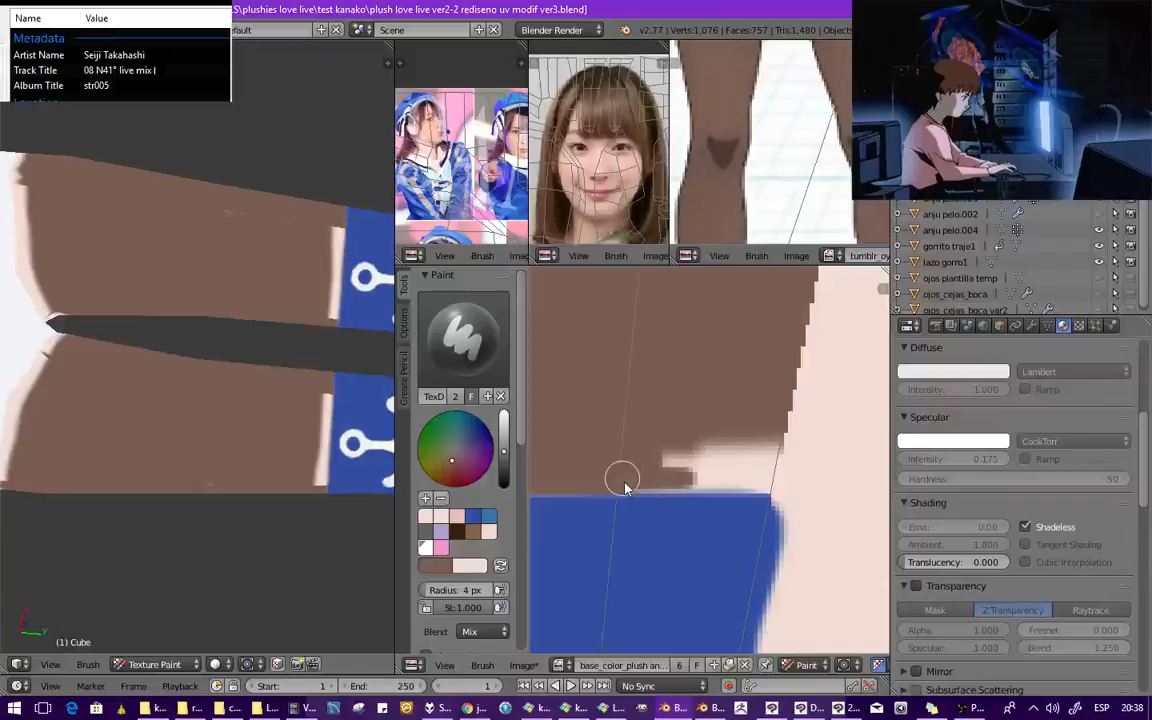 S\plushies love live\test kanako\plush love live ver2-2 rediseno uv modif ver3.blend]
Name Value
Metadata
Artist Name Seiji Takahashi
Track Title 08 N41° live mix |
Album Title str005
efault Scene Blender Render v2.77 | Verts:1,076 | Faces:757 | Tris:1,480
View Brush
View Brush Image
View Brush Image
anju pelo.002
anju pelo.004
gorrito traje1
lazo gorro1
ojos plantilla temp
ojos_cejas_boca
ojos_cejas_boca var2
Paint
Tools
Options
Grease Pencil
TexD 2 F
Radius: 4 px
St: 1.000
Blend: Mix
Diffuse
Lambert
Intensity: 1.000 Ramp
Specular
CookTorr
Intensity: 0.175 Ramp
Hardness: 50
Shading
Emit: 0.00 Shadeless
Ambient: 1.000 Tangent Shading
Translucency: 0.000 Cubic Interpolation
Transparency
Mask Z Transparency Raytrace
Alpha: 1.000 Fresnel: 0.000
Specular: 1.000 Blend: 1.250
Mirror
Subsurface Scattering
(1) Cube
View Brush Texture Paint
View Brush Image* base_color_plush an... 6 F Paint
View Marker Frame Playback Start: 1 End: 250 1 No Sync
ESP 20:38